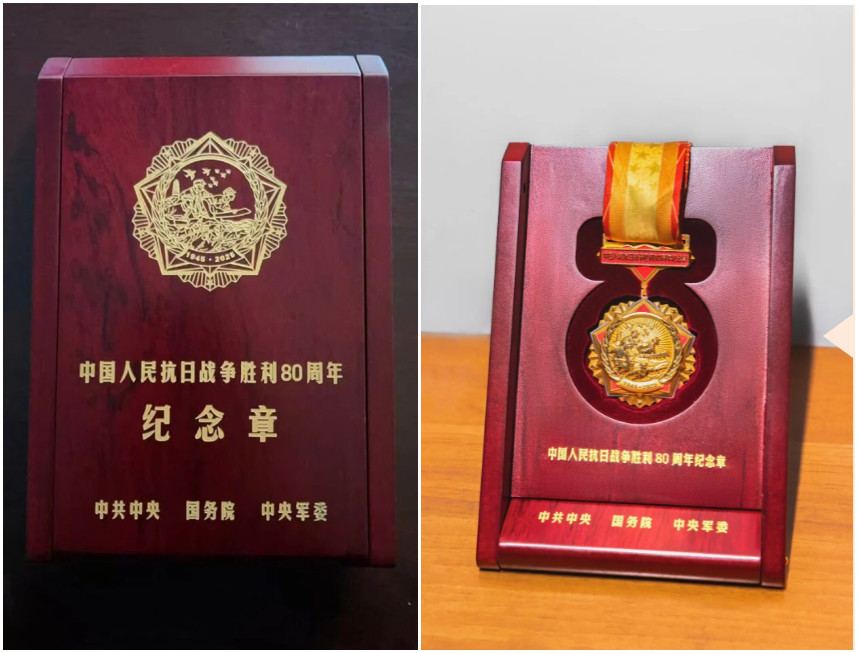 1945·2025
中国人民抗日战争胜利80周年
纪念章
中共中央 国务院 中央军委
中国人民抗日战争胜利80周年纪念章
中共中央 国务院 中央军委